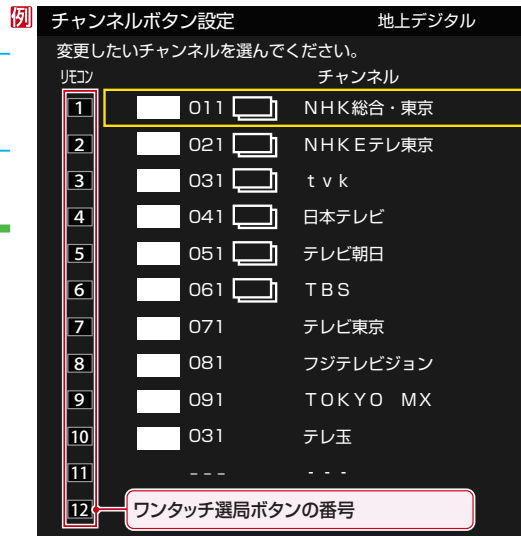 例
チャンネルボタン設定 地上デジタル
変更したいチャンネルを選んでください。
リモコン チャンネル
1 011 NHK総合・東京
2 021 NHKEテレ東京
3 031 tvk
4 041 日本テレビ
5 051 テレビ朝日
6 061 TBS
7 071 テレビ東京
8 081 フジテレビジョン
9 091 TOKYO MX
10 031 テレ玉
11 --- ---
12 ワンタッチ選局ボタンの番号